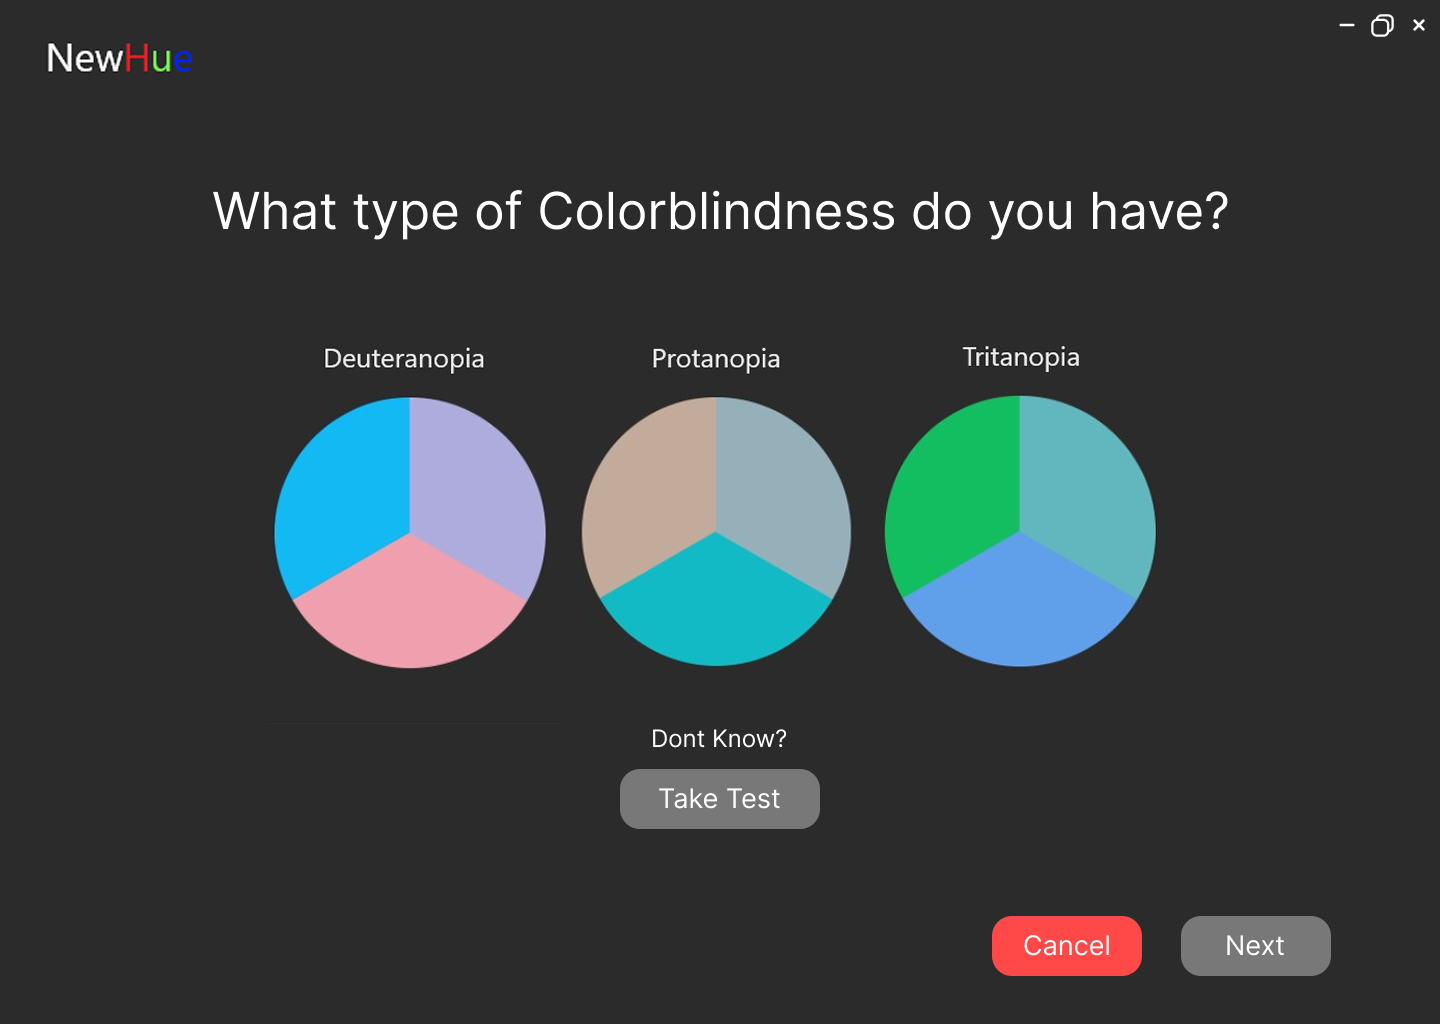 NewHue
What type of Colorblindness do you have?
Deuteranopia
Protanopia
Tritanopia
Dont Know?
Take Test
Cancel
Next